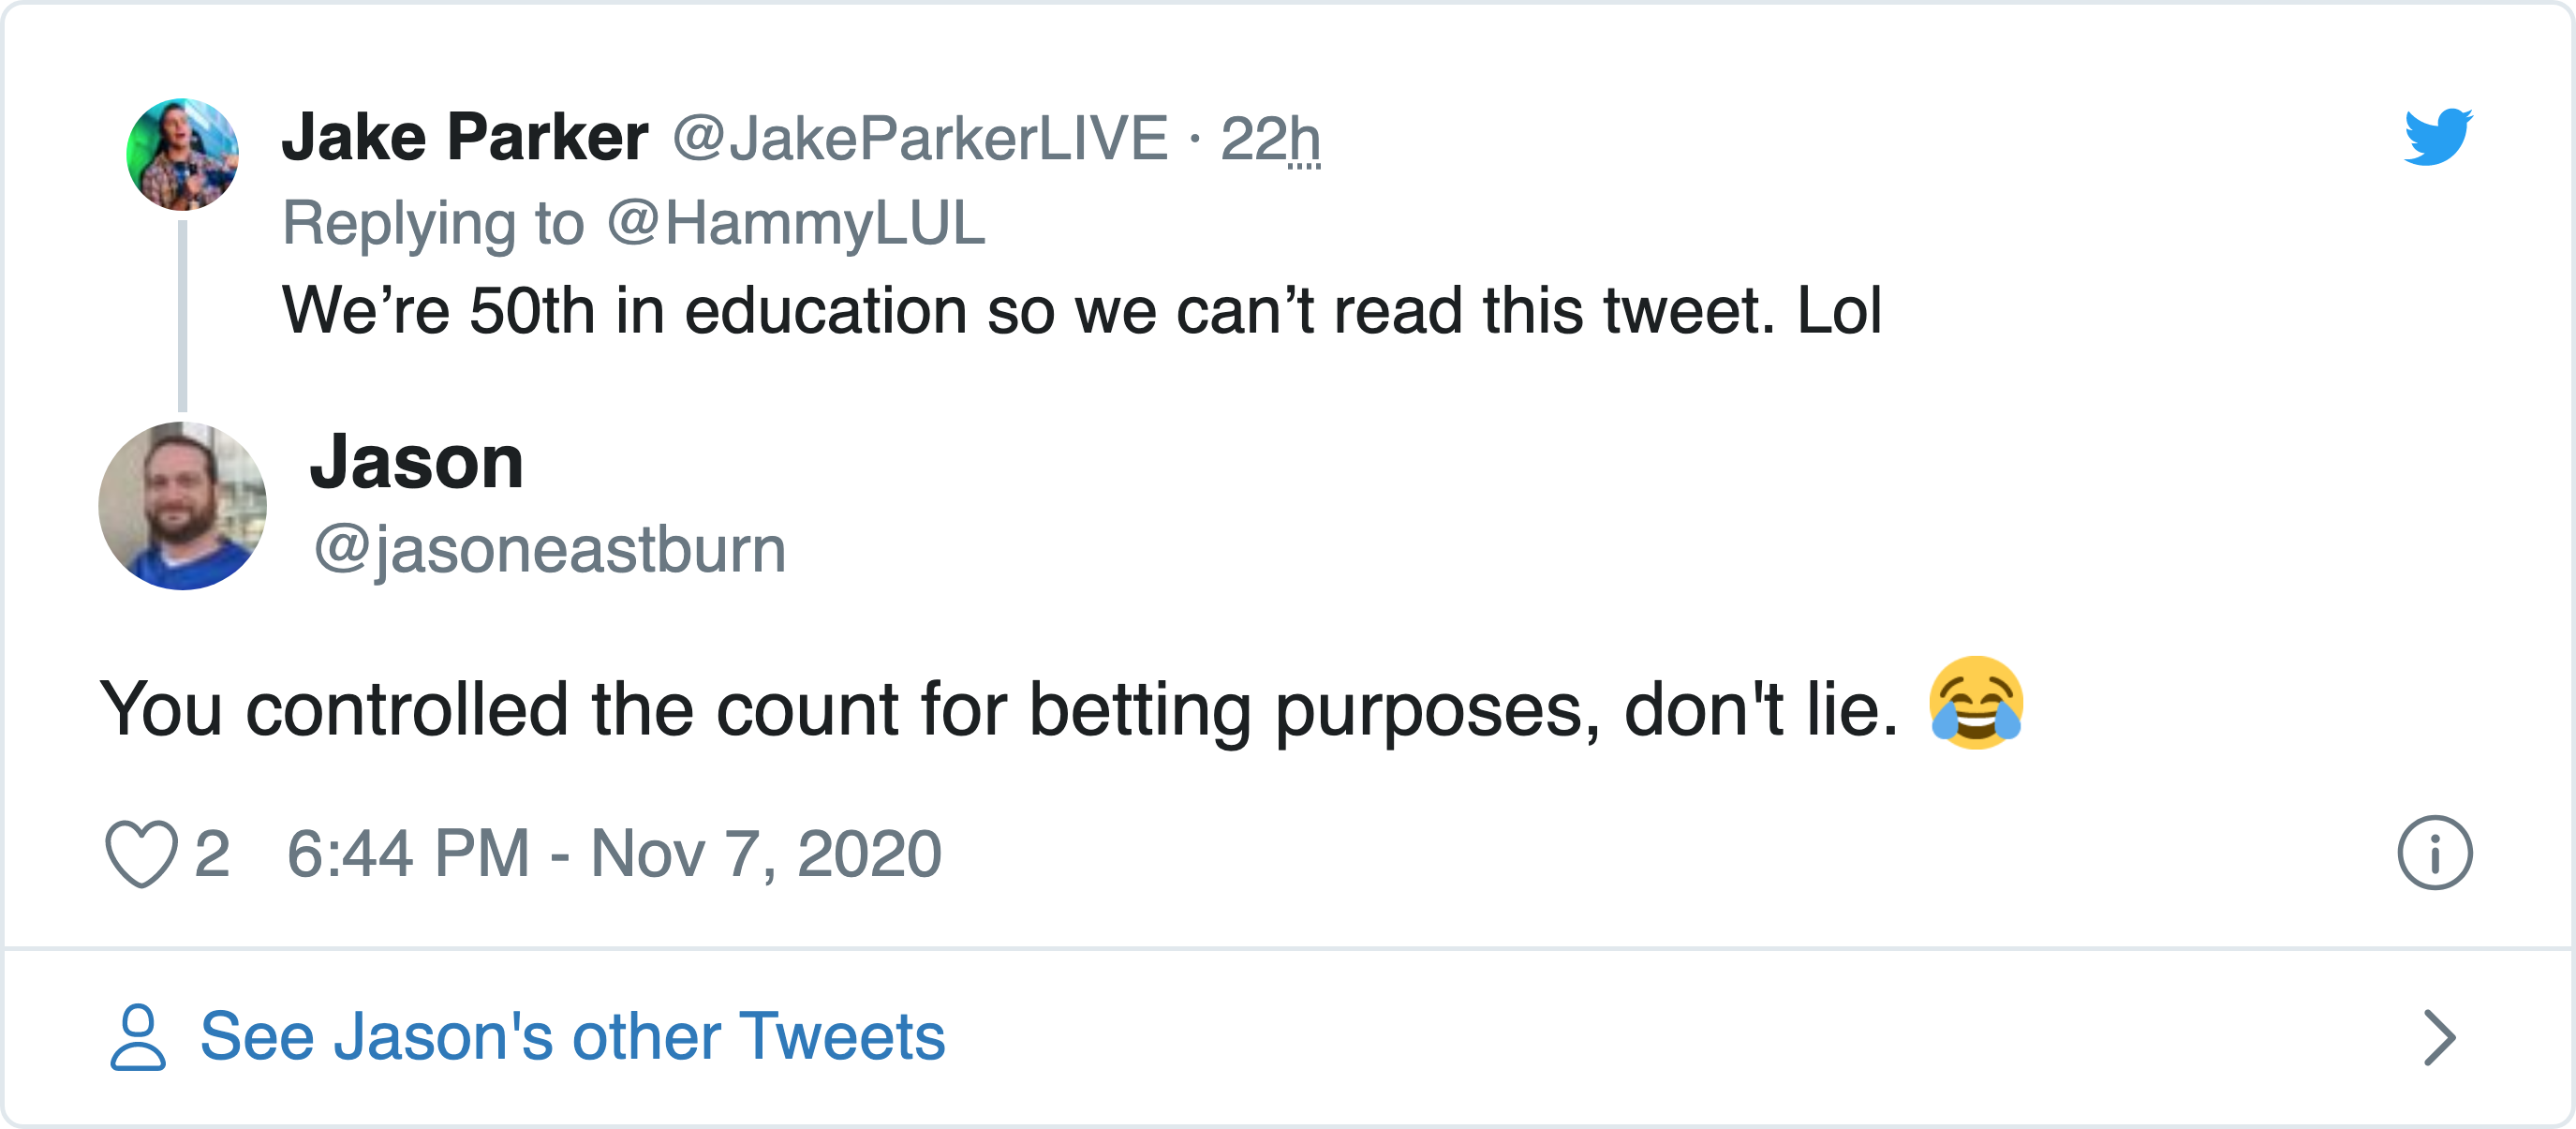 Jake Parker @JakeParkerLIVE · 22h
Replying to @HammyLUL
We’re 50th in education so we can’t read this tweet. Lol
Jason
@jasoneastburn
You controlled the count for betting purposes, don't lie. 😂
2 6:44 PM - Nov 7, 2020
See Jason's other Tweets